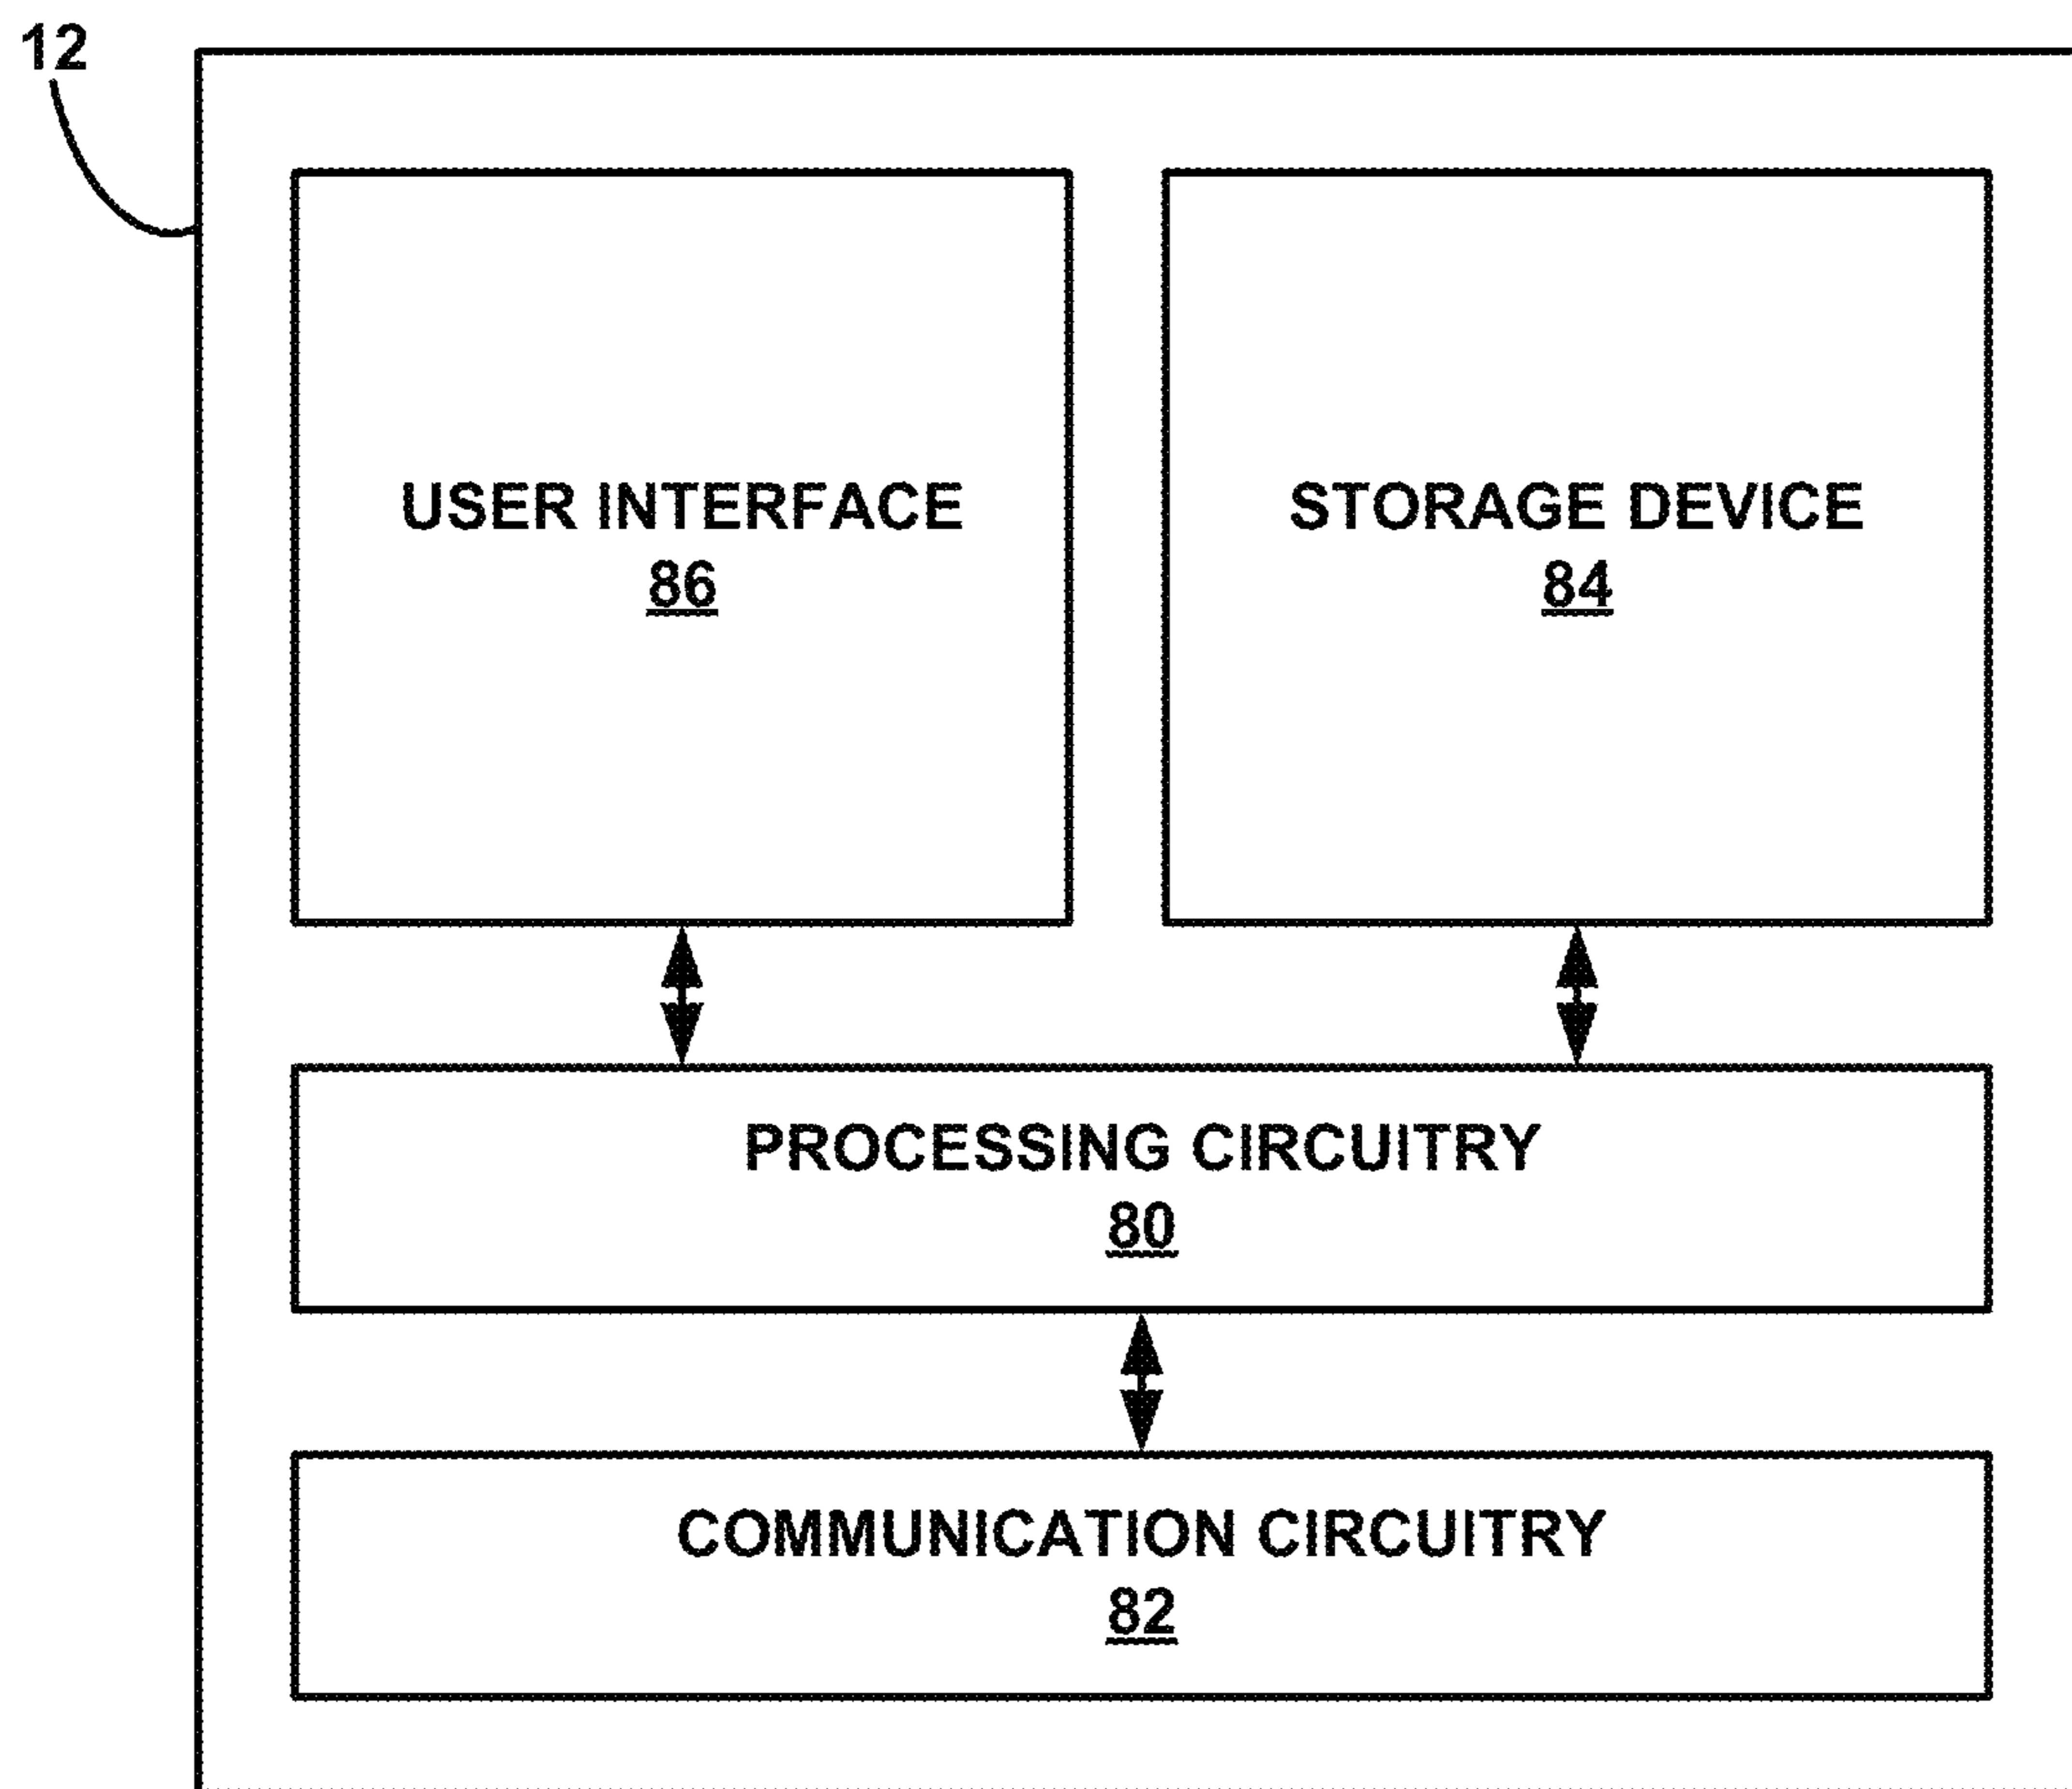 12
USER INTERFACE
86
STORAGE DEVICE
84
PROCESSING CIRCUITRY
80
COMMUNICATION CIRCUITRY
82